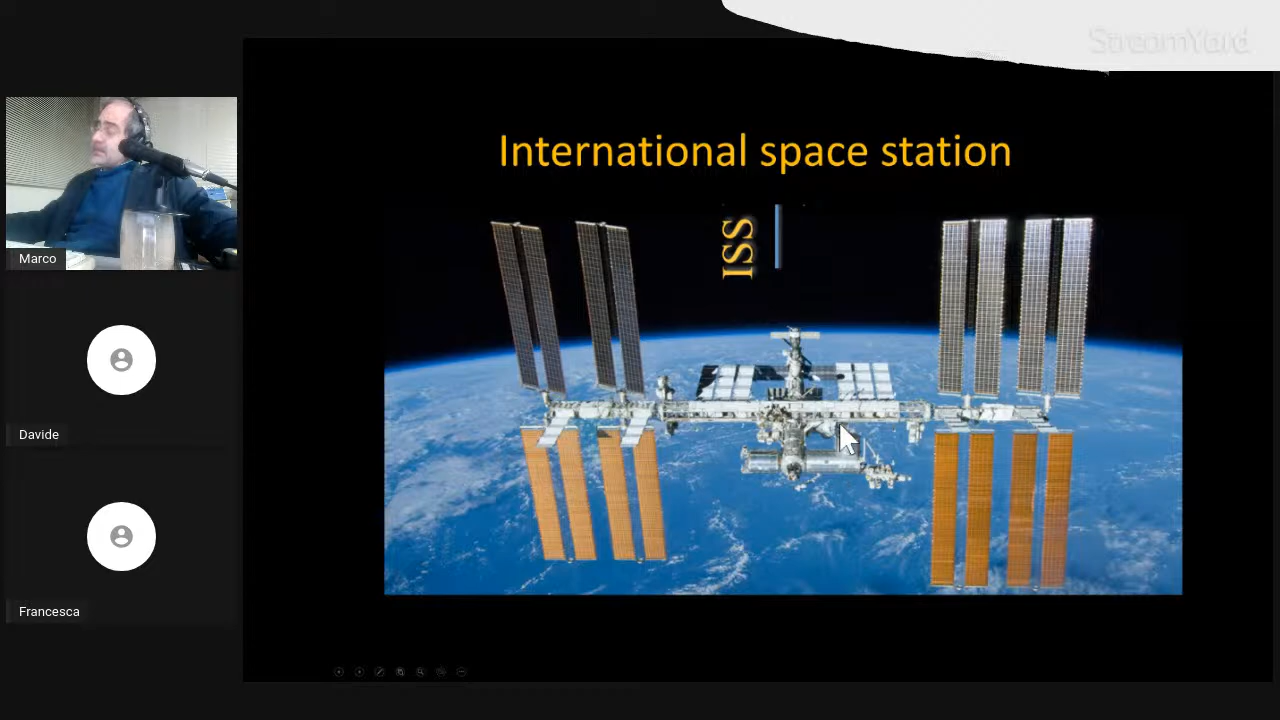 StreamYard
International space station
ISS
Marco
Davide
Francesca